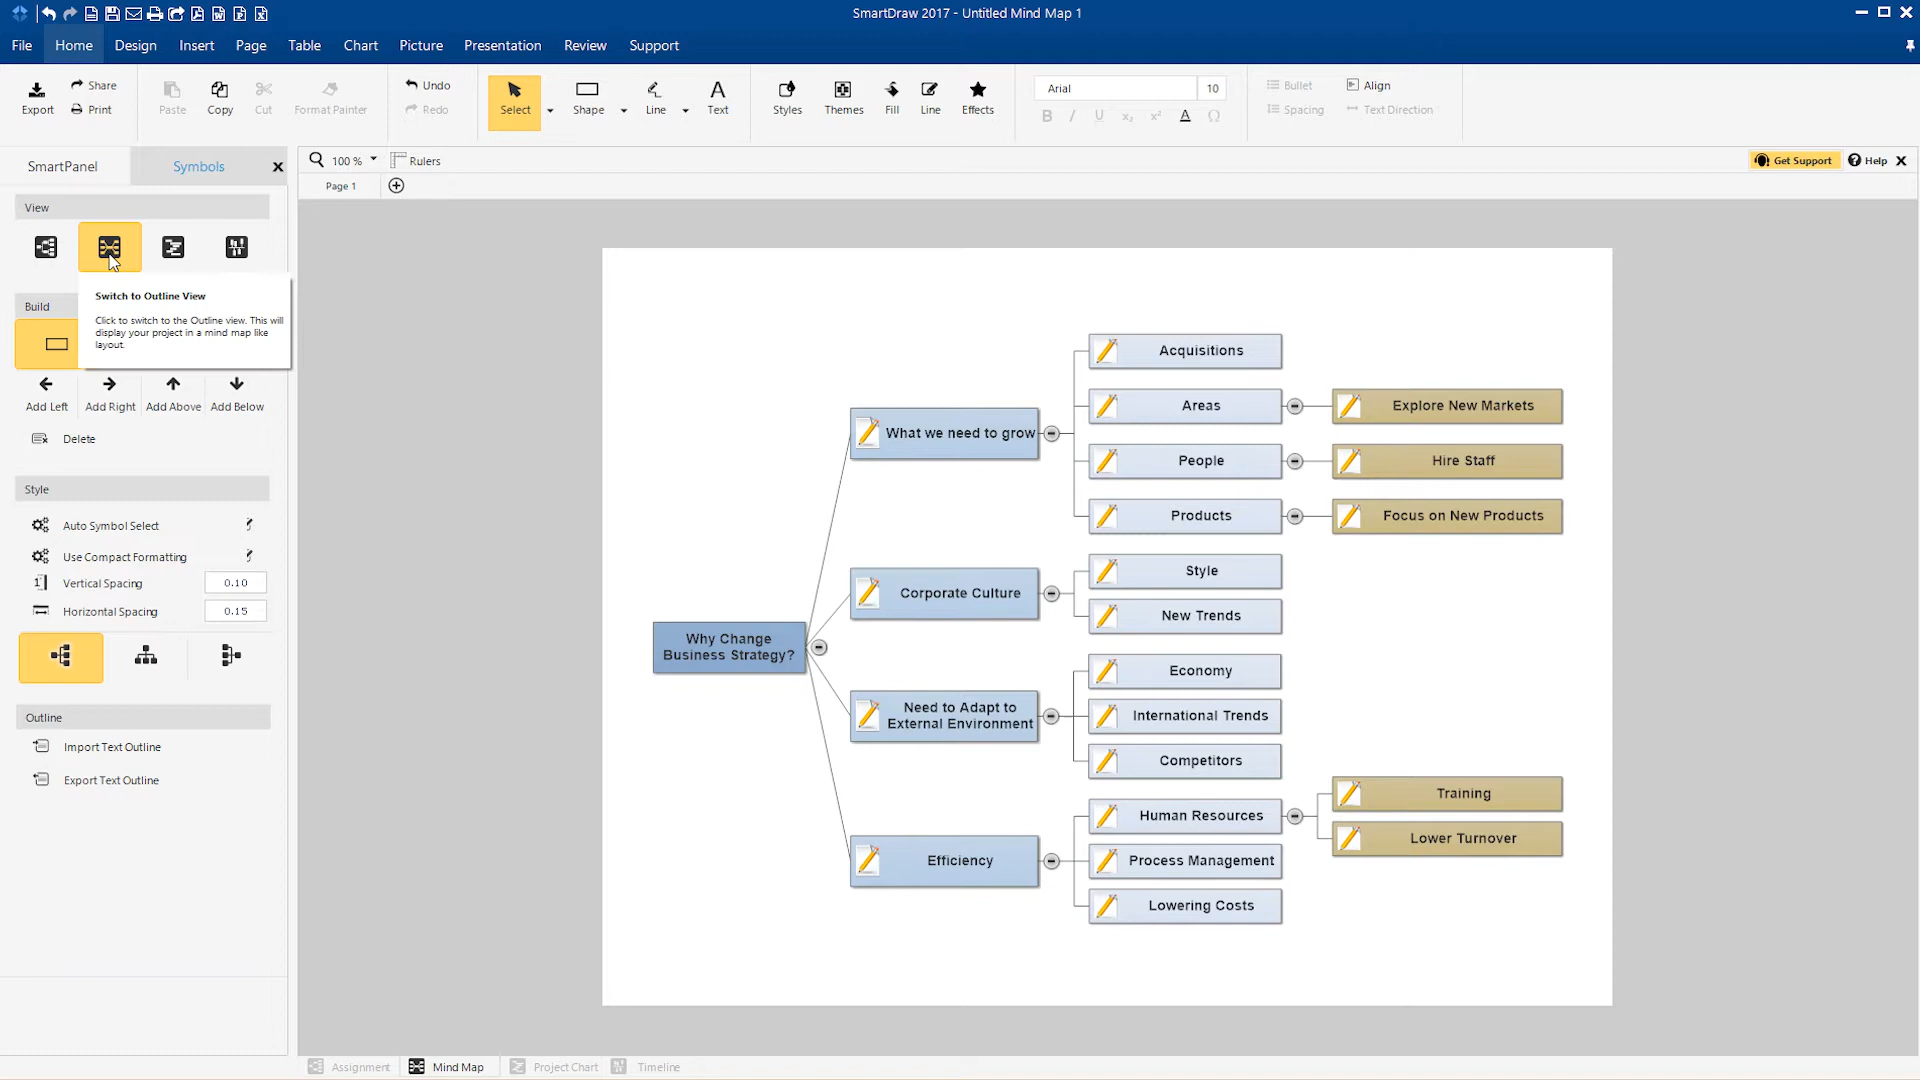 SmartDraw 2017 - Untitled Mind Map 1
File Home Design Insert Page Table Chart Picture Presentation Review Support
Export
Share
Print
Paste
Copy
Cut
Format Painter
Undo
Redo
Select
Shape
Line
Text
Styles
Themes
Fill
Line
Effects
Arial 10
B I U x₂ x² A Ω
Bullet
Spacing
Align
Text Direction
SmartPanel
Symbols
100 %
Rulers
Get Support
Help
Page 1
View
Switch to Outline View
Click to switch to the Outline view. This will
display your project in a mind map like
layout.
Build
Add Left Add Right Add Above Add Below
Delete
Style
Auto Symbol Select
Use Compact Formatting
Vertical Spacing 0.10
Horizontal Spacing 0.15
Outline
Import Text Outline
Export Text Outline
Why Change
Business Strategy?
What we need to grow
Acquisitions
Areas
Explore New Markets
People
Hire Staff
Products
Focus on New Products
Corporate Culture
Style
New Trends
Need to Adapt to
External Environment
Economy
International Trends
Competitors
Efficiency
Human Resources
Training
Lower Turnover
Process Management
Lowering Costs
Assignment Mind Map Project Chart Timeline